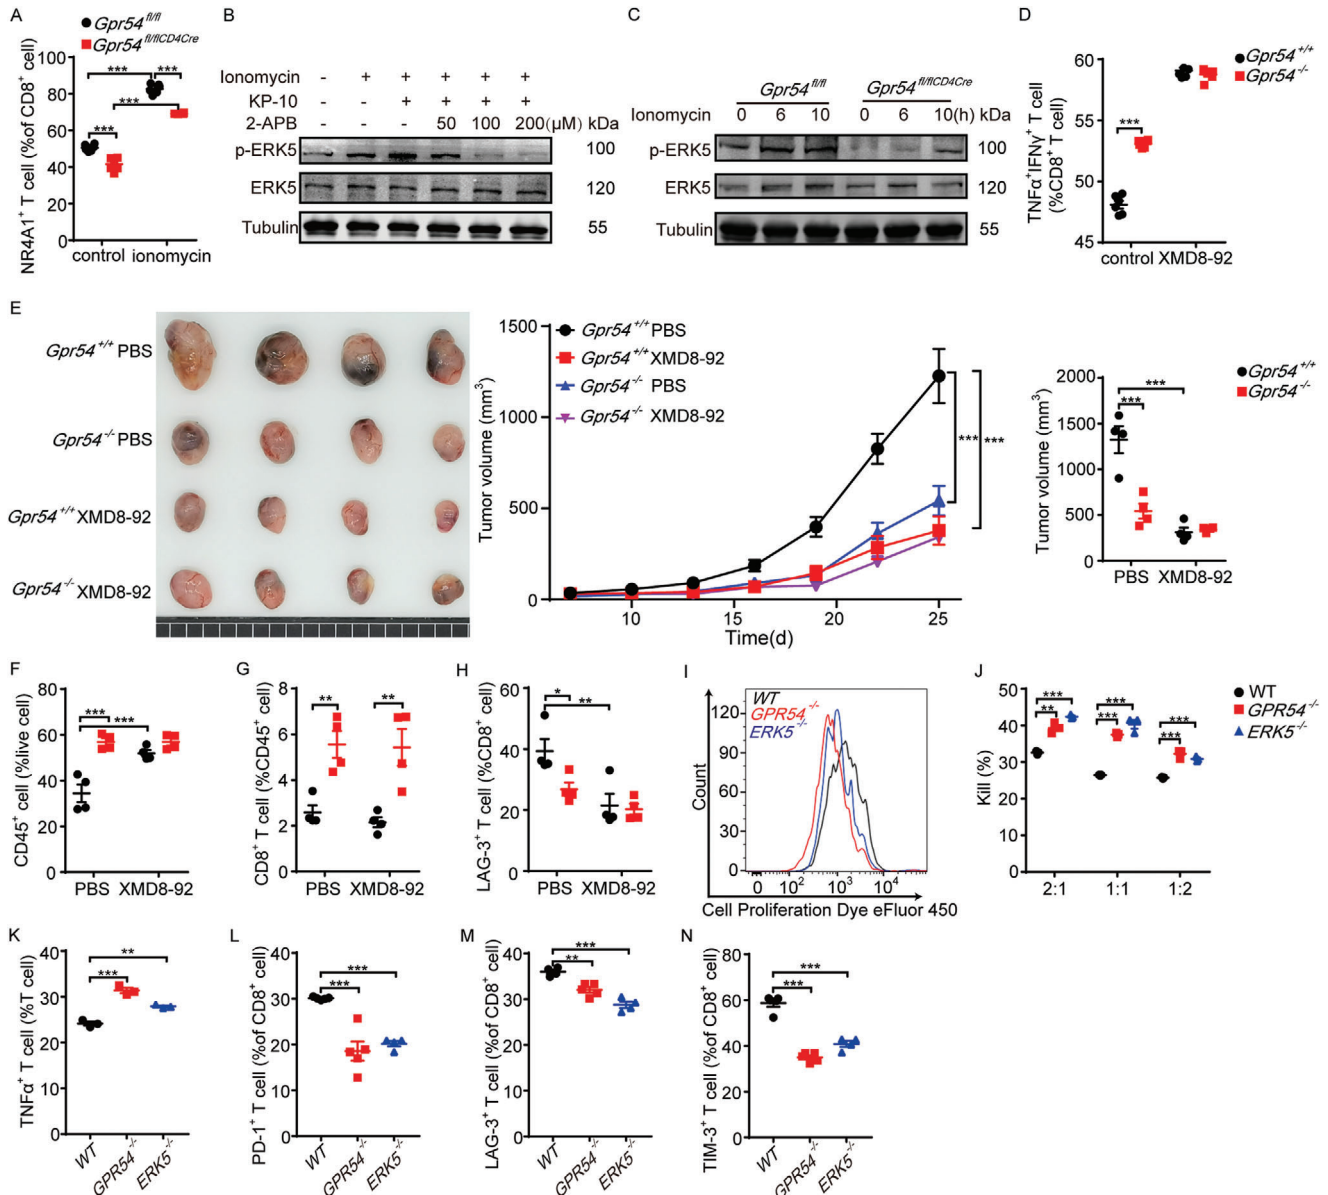 A
Gpr54 fl/fl
Gpr54 fl/flCD4Cre
NR4A1+ T cell (%of CD8+ cell)
100
80
60
40
20
0
***
***
***
***
control ionomycin
B
Ionomycin - + + + + +
KP-10 - - + + + +
2-APB - - - 50 100 200(μM) kDa
p-ERK5 100
ERK5 120
Tubulin 55
C
Gpr54 fl/fl Gpr54 fl/flCD4Cre
Ionomycin 0 6 10 0 6 10(h) kDa
p-ERK5 100
ERK5 120
Tubulin 55
D
Gpr54+/+
Gpr54-/-
TNFα+IFNγ+ T cell
(%CD8+ T cell)
60
55
50
45
***
control XMD8-92
E
Gpr54+/+ PBS
Gpr54-/- PBS
Gpr54+/+ XMD8-92
Gpr54-/- XMD8-92
Tumor volume (mm3)
1500
1000
500
0
Gpr54+/+ PBS
Gpr54+/+ XMD8-92
Gpr54-/- PBS
Gpr54-/- XMD8-92
*** ***
10 15 20 25
Time(d)
Gpr54+/+
Gpr54-/-
Tumor volume (mm3)
2000
1500
1000
500
0
***
***
PBS XMD8-92
F
CD45+ cell (%live cell)
80
60
40
20
0
***
***
PBS XMD8-92
G
CD8+ T cell (%CD45+ cell)
8
6
4
2
0
** **
PBS XMD8-92
H
LAG-3+ T cell (%CD8+ cell)
60
40
20
0
*
**
PBS XMD8-92
I
WT
GPR54-/-
ERK5-/-
Count
120
90
60
30
0
0 102 103 104
Cell Proliferation Dye eFluor 450
J
WT
GPR54-/-
ERK5-/-
Kill (%)
50
40
30
20
10
0
***
**
***
***
***
***
2:1 1:1 1:2
K
TNFα+ T cell (%T cell)
40
30
20
10
0
**
***
WT GPR54-/- ERK5-/-
L
PD-1+ T cell (%of CD8+ cell)
40
30
20
10
0
***
***
WT GPR54-/- ERK5-/-
M
LAG-3+ T cell (%of CD8+ cell)
40
30
20
10
0
***
**
WT GPR54-/- ERK5-/-
N
TIM-3+ T cell (%of CD8+ cell)
80
60
40
20
0
***
***
WT GPR54-/- ERK5-/-